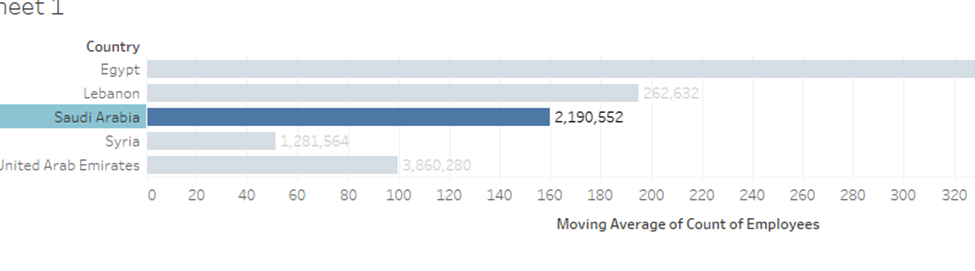 heet 1
Country
Egypt
Lebanon 262,632
Saudi Arabia 2,190,552
Syria 1,281,564
United Arab Emirates 3,860,280
0 20 40 60 80 100 120 140 160 180 200 220 240 260 280 300 320
Moving Average of Count of Employees